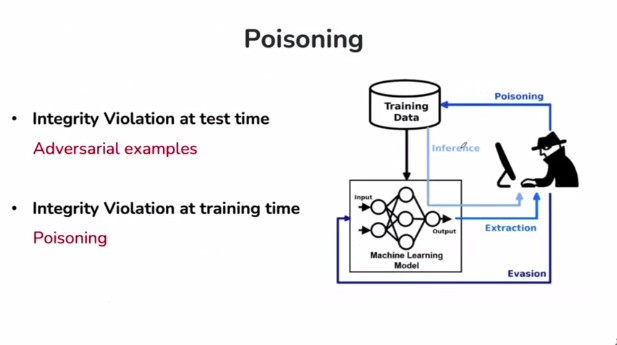 Poisoning
• Integrity Violation at test time
Adversarial examples
• Integrity Violation at training time
Poisoning
Training
Data
Poisoning
Inference
Input
Output
Extraction
Machine Learning
Model
Evasion